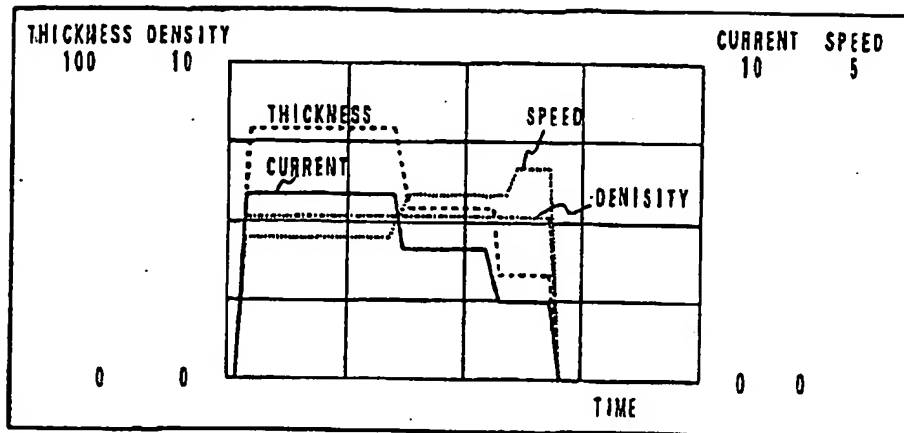 THICKNESS DENSITY
100 10
CURRENT SPEED
10 5
THICKNESS
SPEED
CURRENT
DENISITY
0 0
0 0
TIME